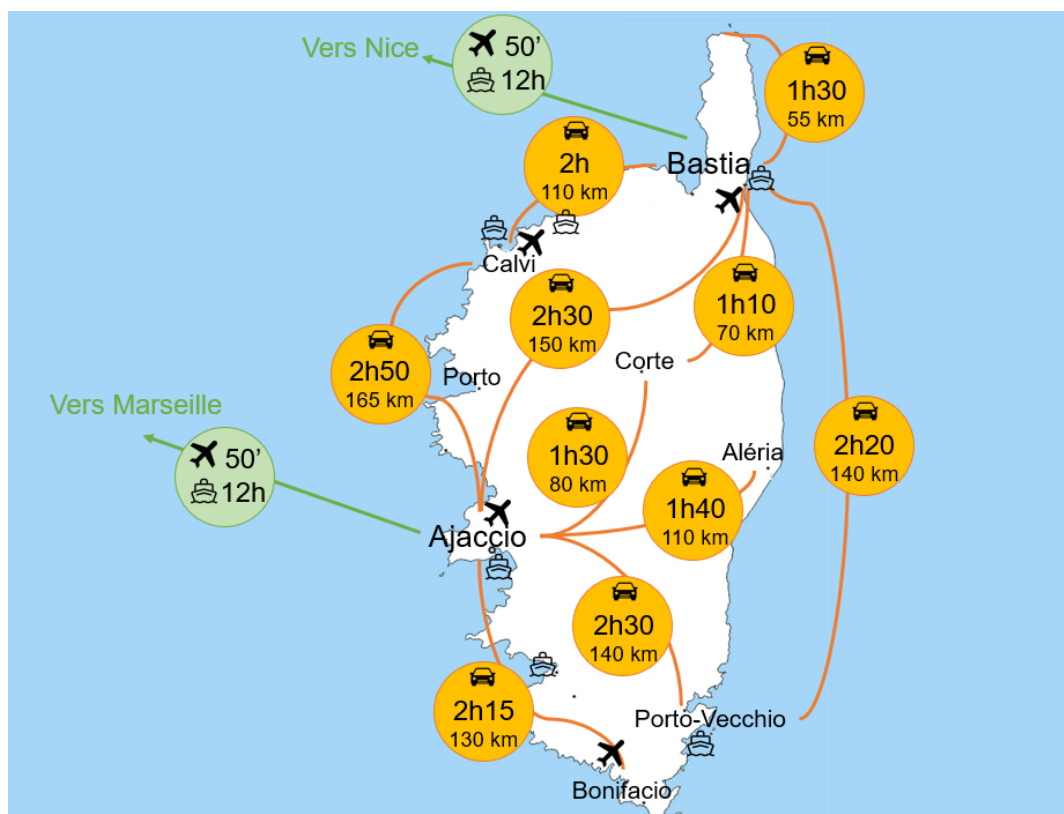 Vers Nice
50’
12h
1h30
55 km
2h
110 km
Bastia
Calvi
2h30
150 km
1h10
70 km
2h50
165 km
Porto
Corte
Vers Marseille
50’
12h
1h30
80 km
Aléria
2h20
140 km
1h40
110 km
Ajaccio
2h30
140 km
2h15
130 km
Porto-Vecchio
Bonifacio